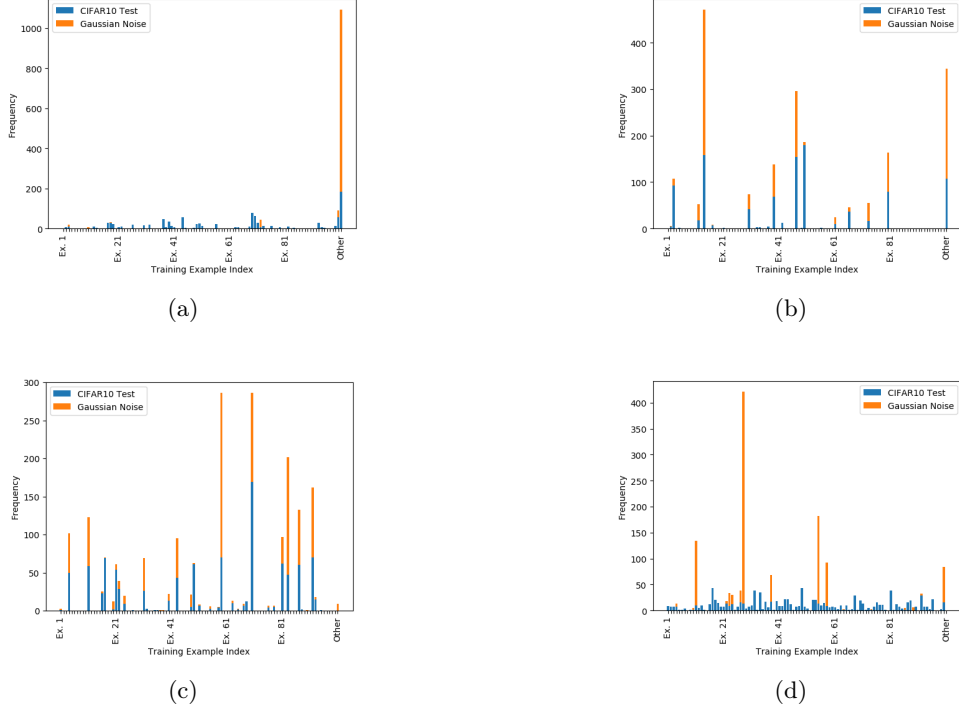 CIFAR10 Test
Gaussian Noise
1000
800
600
400
200
0
Frequency
Ex. 1
Ex. 21
Ex. 41
Ex. 61
Ex. 81
Other
Training Example Index
(a)
CIFAR10 Test
Gaussian Noise
400
300
200
100
0
Frequency
Ex. 1
Ex. 21
Ex. 41
Ex. 61
Ex. 81
Other
Training Example Index
(b)
CIFAR10 Test
Gaussian Noise
300
250
200
150
100
50
0
Frequency
Ex. 1
Ex. 21
Ex. 41
Ex. 61
Ex. 81
Other
Training Example Index
(c)
CIFAR10 Test
Gaussian Noise
400
350
300
250
200
150
100
50
0
Frequency
Ex. 1
Ex. 21
Ex. 41
Ex. 61
Ex. 81
Other
Training Example Index
(d)